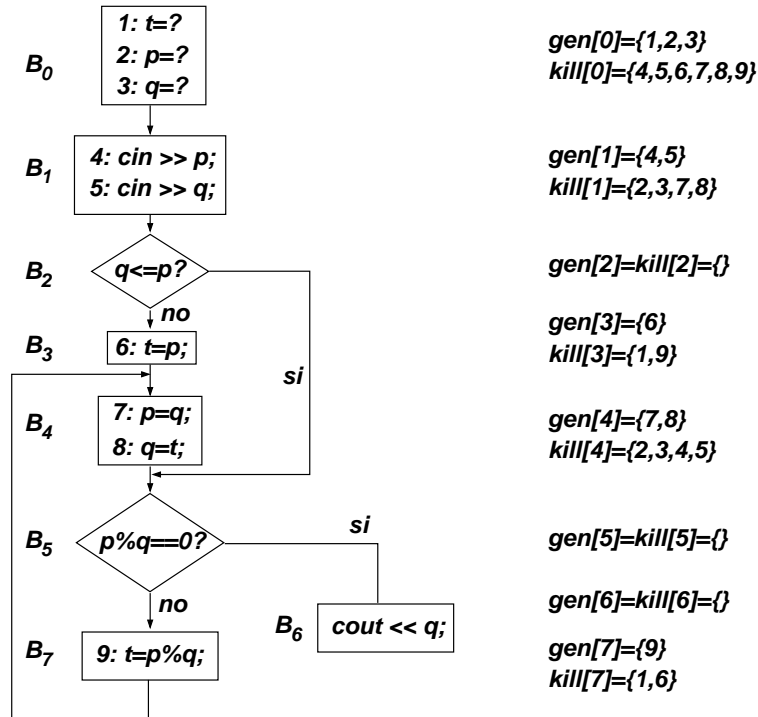 1: t=?
2: p=?
3: q=?
B0
gen[0]={1,2,3}
kill[0]={4,5,6,7,8,9}
4: cin >> p;
5: cin >> q;
B1
gen[1]={4,5}
kill[1]={2,3,7,8}
B2
q<=p?
gen[2]=kill[2]={}
no
B3
6: t=p;
gen[3]={6}
kill[3]={1,9}
si
B4
7: p=q;
8: q=t;
gen[4]={7,8}
kill[4]={2,3,4,5}
si
B5
p%q==0?
gen[5]=kill[5]={}
no
B6
cout << q;
gen[6]=kill[6]={}
B7
9: t=p%q;
gen[7]={9}
kill[7]={1,6}